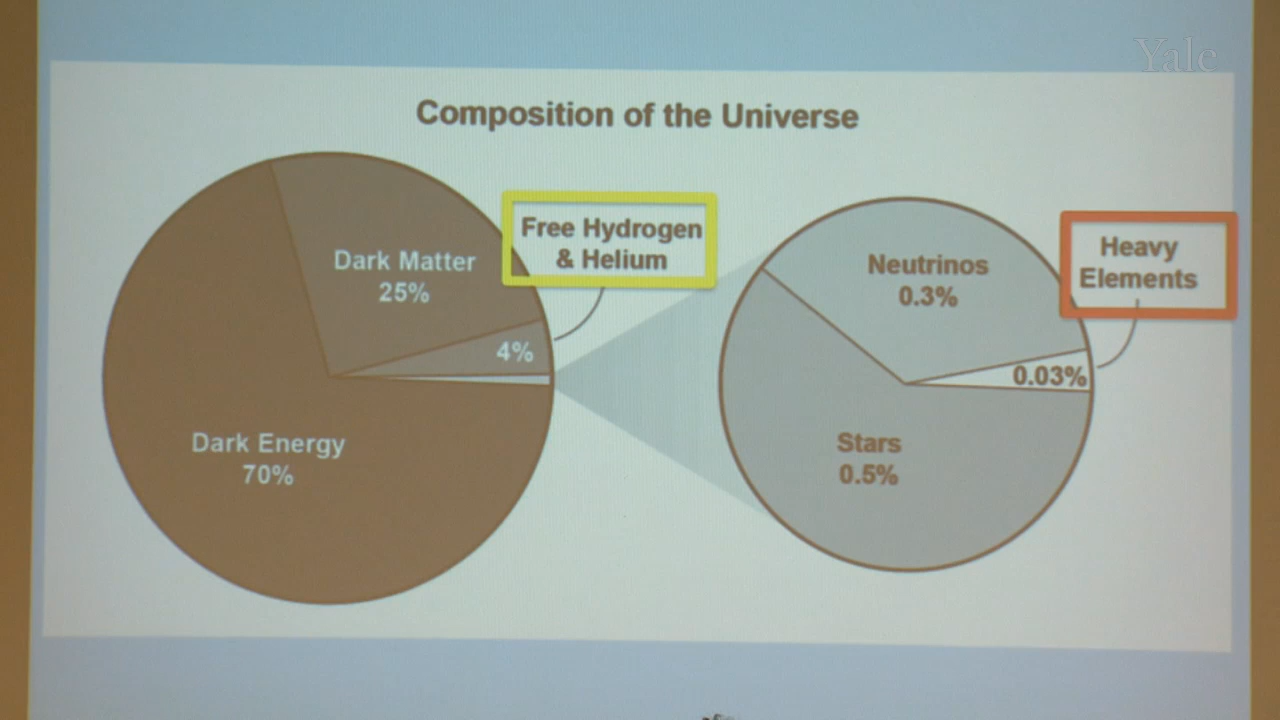 Yale
Composition of the Universe
Dark Matter
25%
Free Hydrogen
& Helium
4%
Dark Energy
70%
Neutrinos
0.3%
Heavy
Elements
0.03%
Stars
0.5%